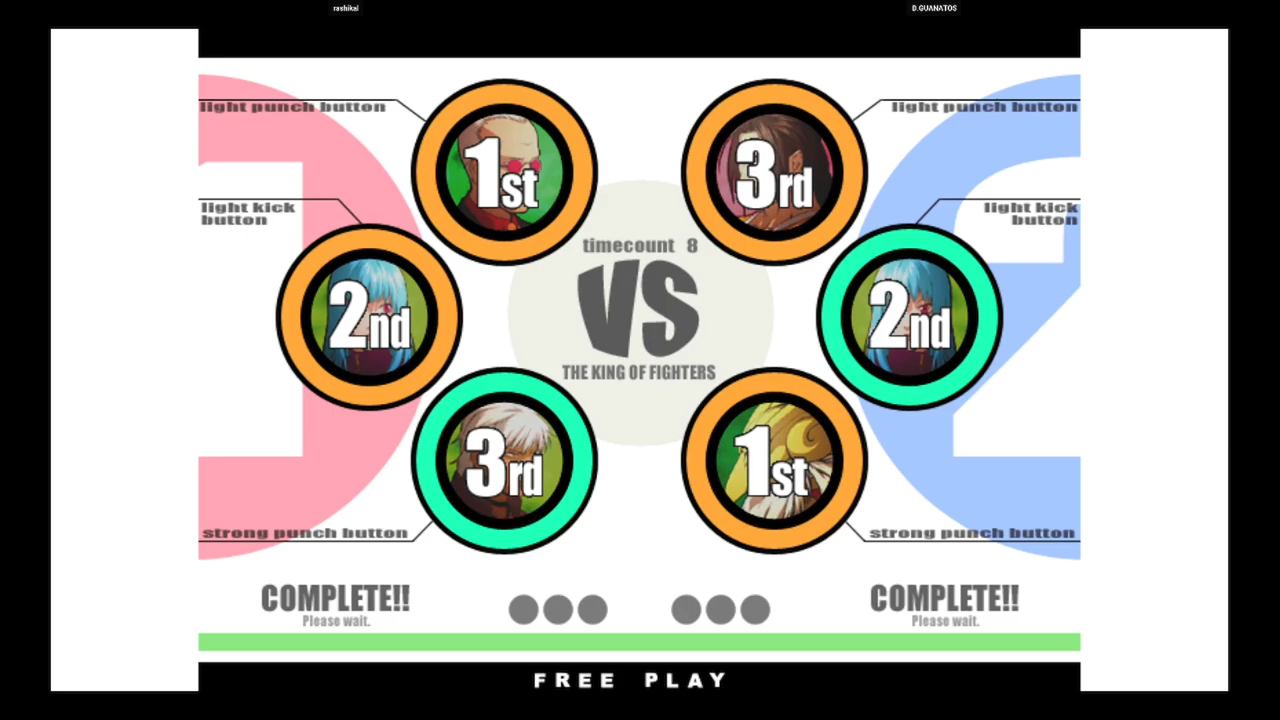 rashikal
D.GUANATOS
light punch button
1st
3rd
light punch button
light kick
button
light kick
button
timecount 8
2nd
VS
2nd
THE KING OF FIGHTERS
3rd
1st
strong punch button
strong punch button
COMPLETE!!
Please wait.
COMPLETE!!
Please wait.
FREE PLAY